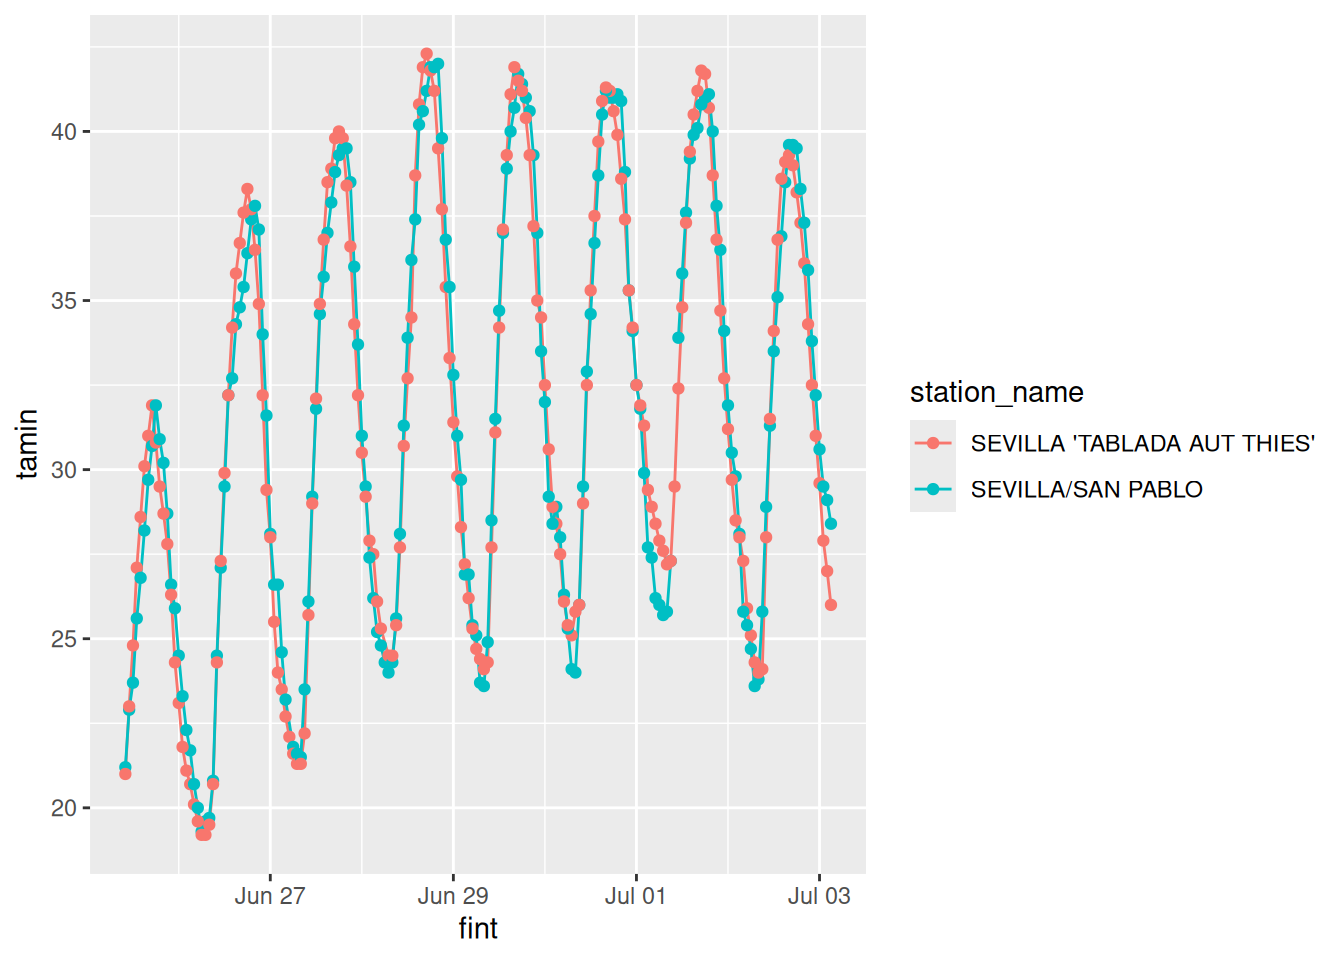 40
35
30
25
20
tamin
Jun 27
Jun 29
Jul 01
Jul 03
fint
station_name
SEVILLA 'TABLADA AUT THIES'
SEVILLA/SAN PABLO